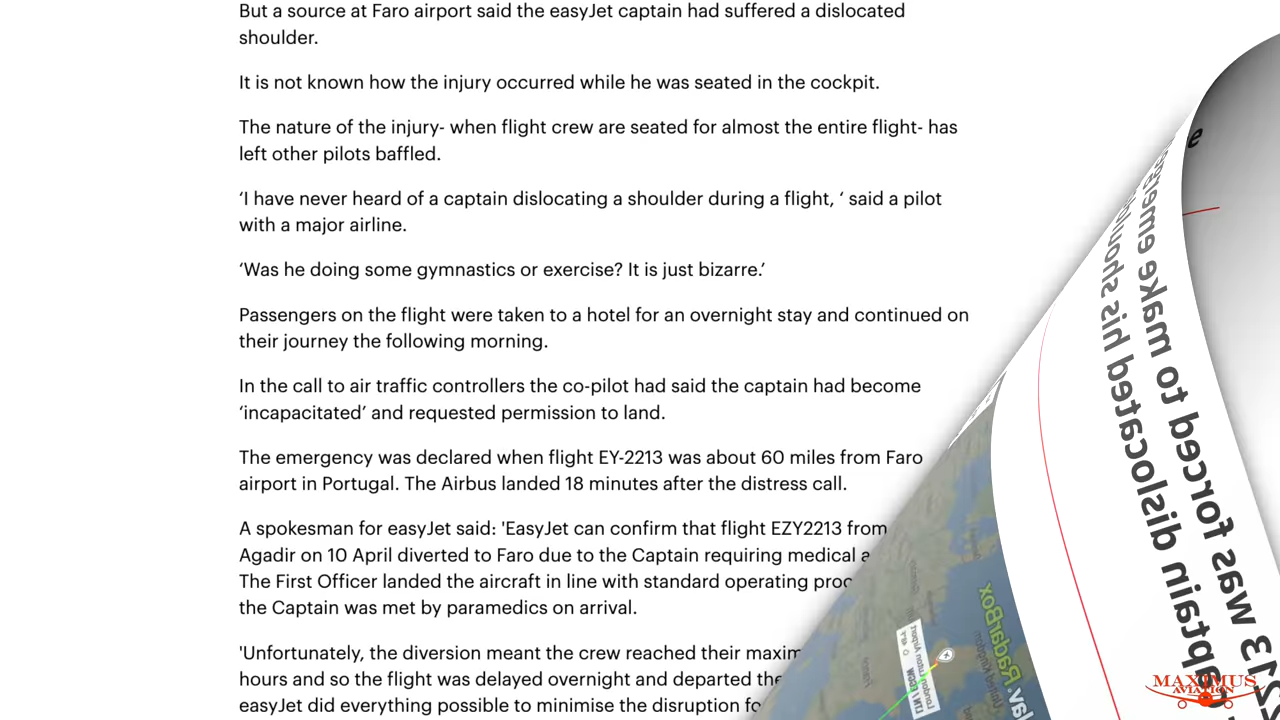 But a source at Faro airport said the easyJet captain had suffered a dislocated
shoulder.
It is not known how the injury occurred while he was seated in the cockpit.
The nature of the injury- when flight crew are seated for almost the entire flight- has
left other pilots baffled.
‘I have never heard of a captain dislocating a shoulder during a flight, ‘ said a pilot
with a major airline.
‘Was he doing some gymnastics or exercise? It is just bizarre.’
Passengers on the flight were taken to a hotel for an overnight stay and continued on
their journey the following morning.
In the call to air traffic controllers the co-pilot had said the captain had become
‘incapacitated’ and requested permission to land.
The emergency was declared when flight EY-2213 was about 60 miles from Faro
airport in Portugal. The Airbus landed 18 minutes after the distress call.
A spokesman for easyJet said: 'EasyJet can confirm that flight EZY2213 from
Agadir on 10 April diverted to Faro due to the Captain requiring medical
The First Officer landed the aircraft in line with standard operating
the Captain was met by paramedics on arrival.
'Unfortunately, the diversion meant the crew reached their
hours and so the flight was delayed overnight and departed
easyJet did everything possible to minimise the disruption
was forced to make
captain dislocated his
RadarBox
MAXIMUS
AVIATION